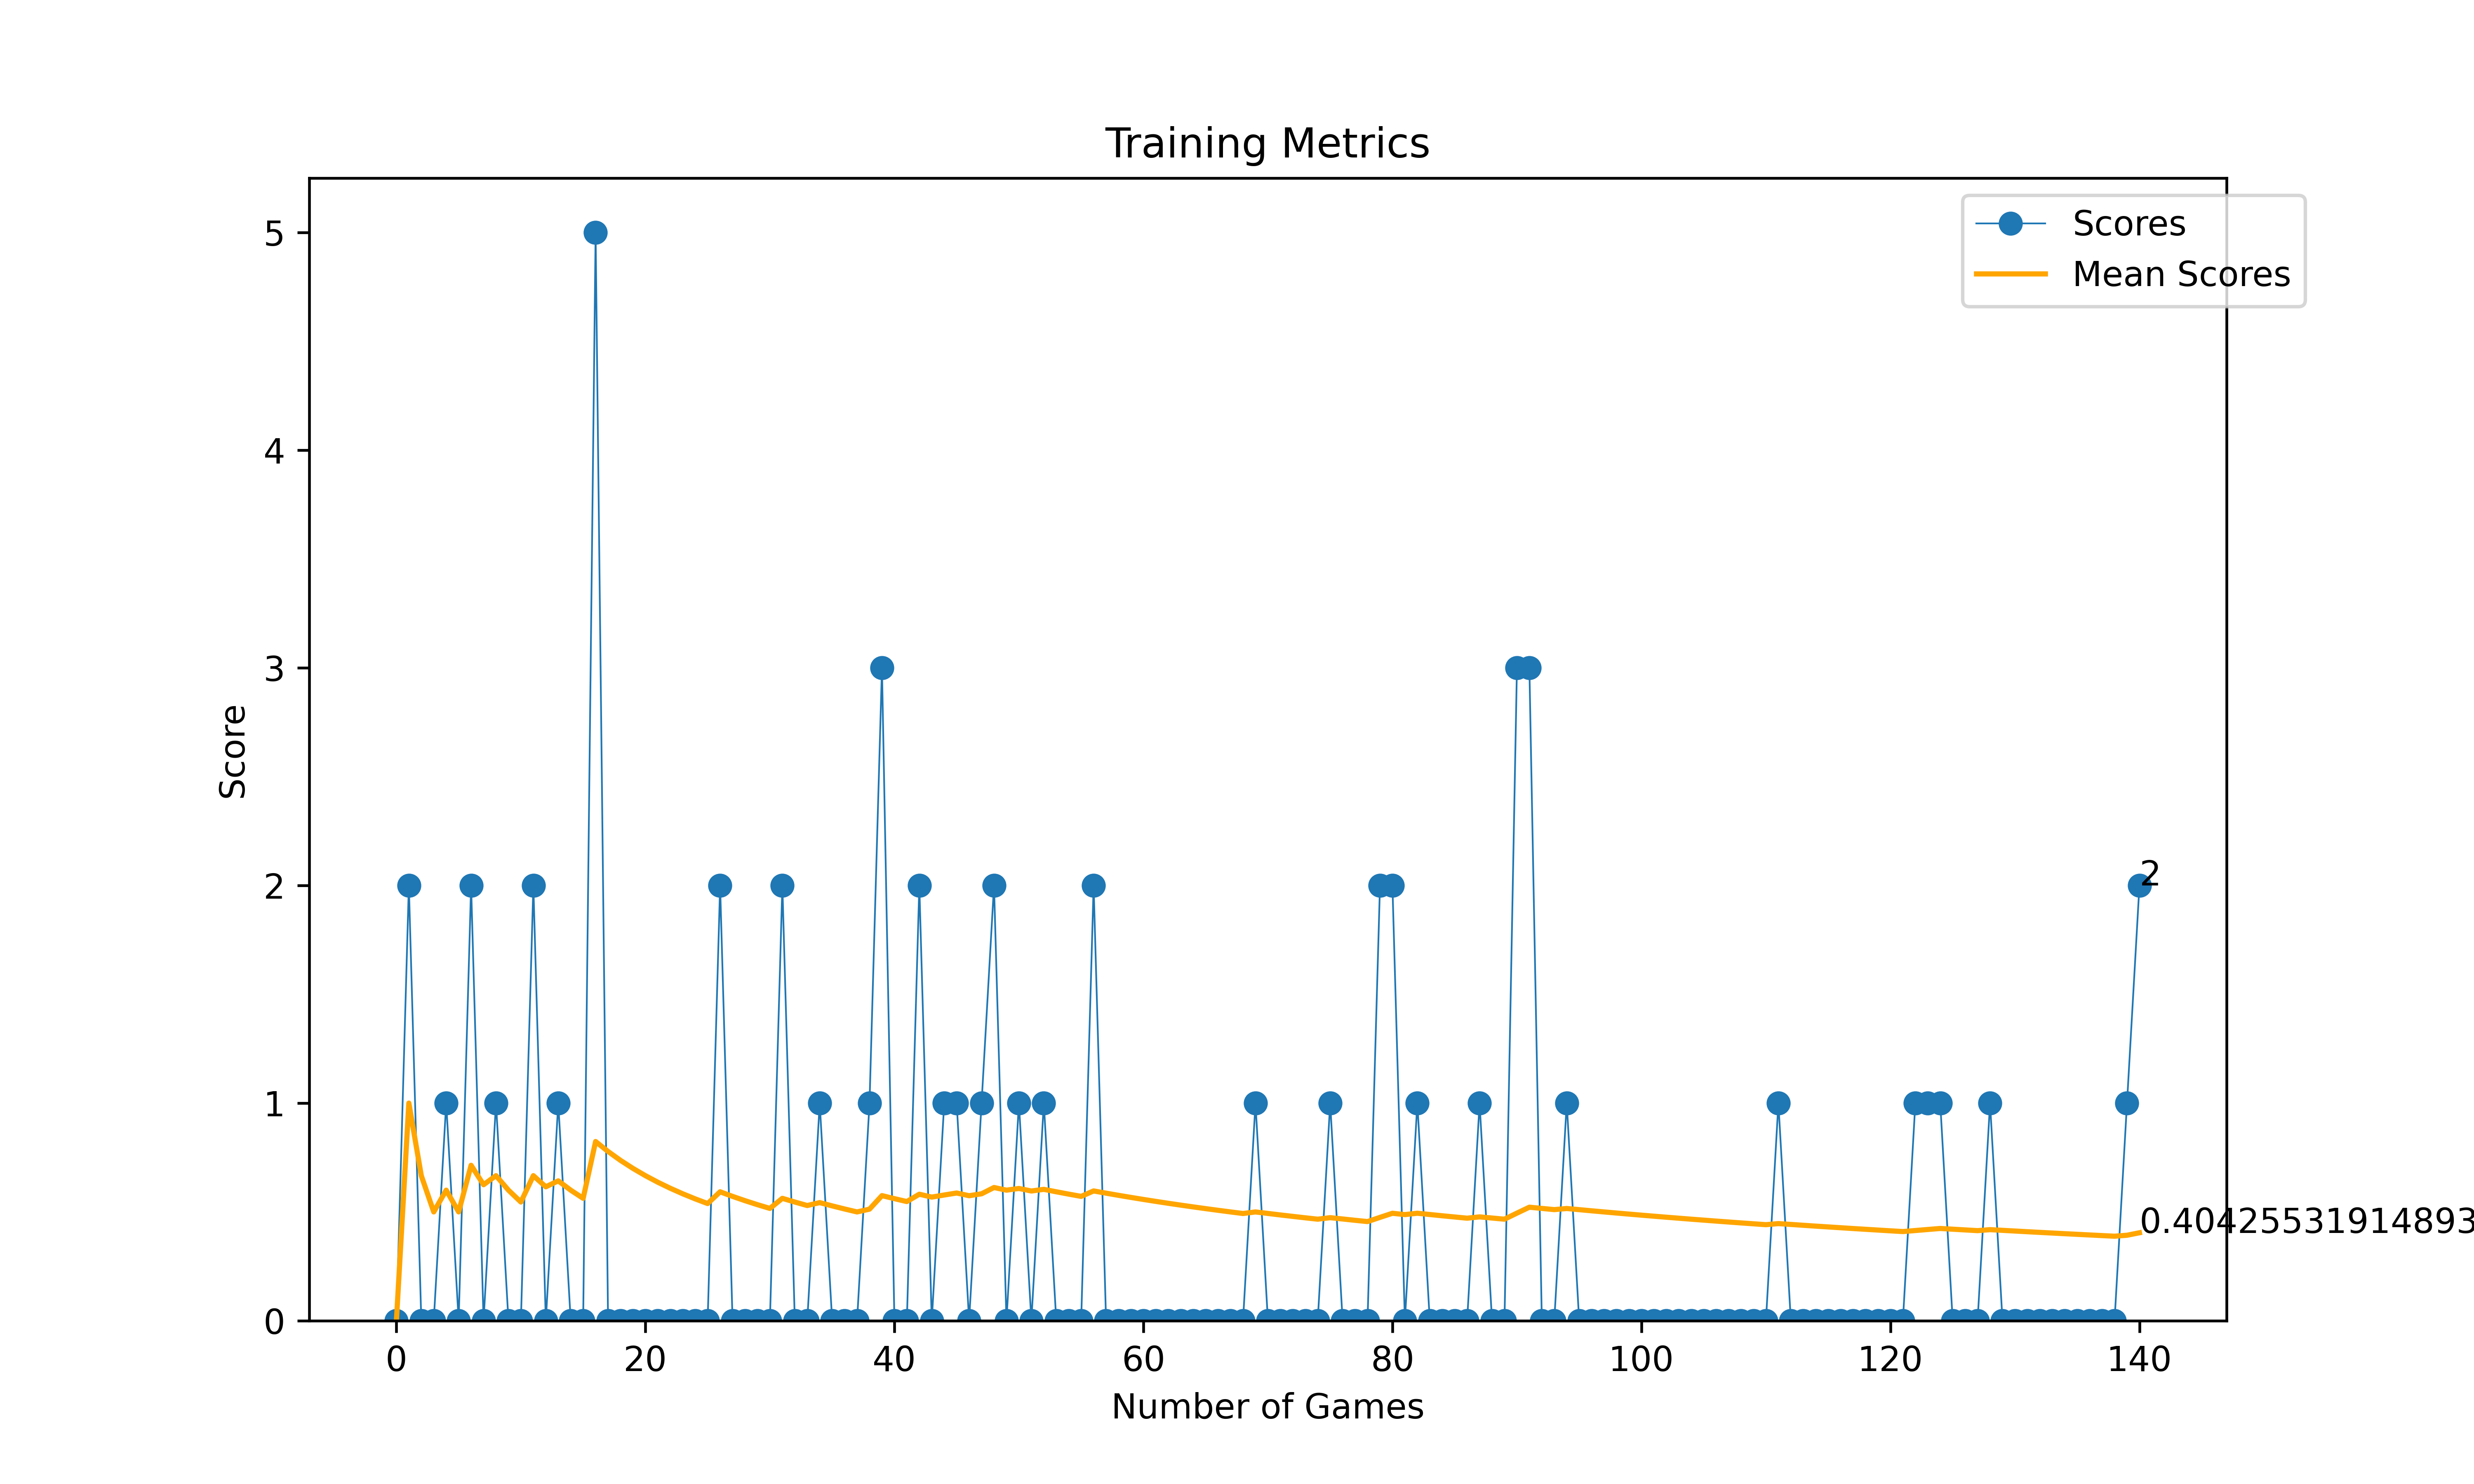 Training Metrics
Scores
Mean Scores
5
4
3
2
1
0
Score
2
0.40425531914893
0 20 40 60 80 100 120 140
Number of Games